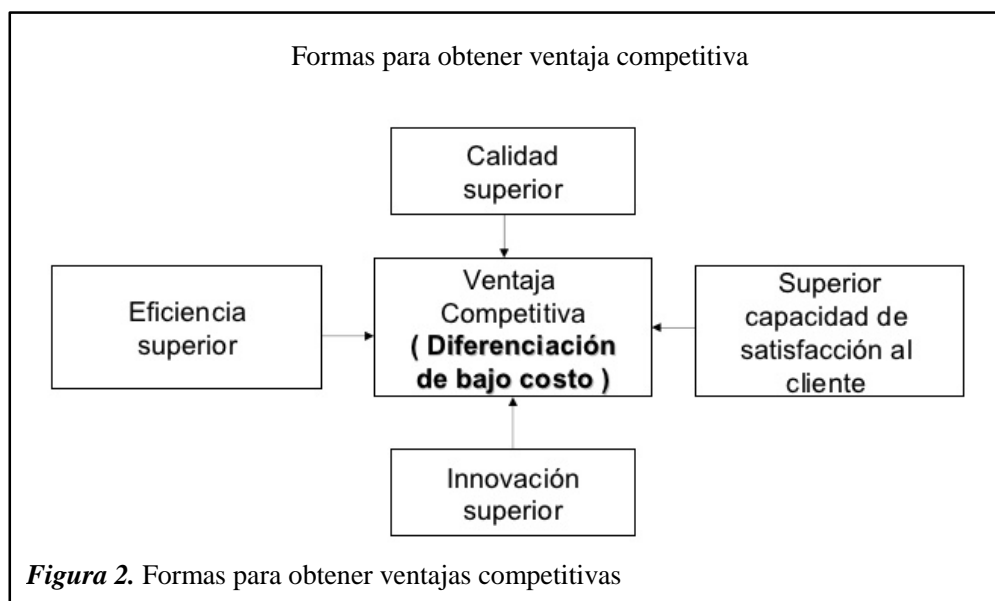 Formas para obtener ventaja competitiva
Calidad
superior
Eficiencia
superior
Ventaja
Competitiva
( Diferenciación
de bajo costo )
Superior
capacidad de
satisfacción al
cliente
Innovación
superior
Figura 2. Formas para obtener ventajas competitivas